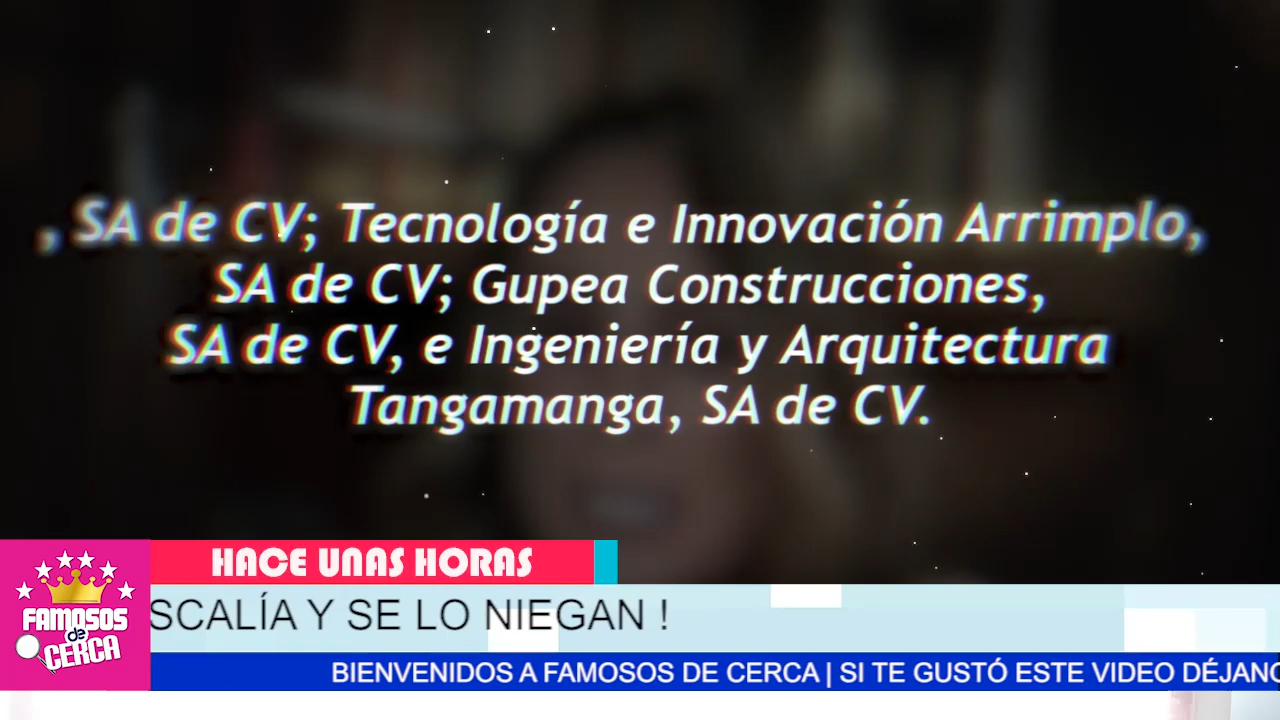 , SA de CV; Tecnología e Innovación Arrimplo,
SA de CV; Gupea Construcciones,
SA de CV, e Ingeniería y Arquitectura
Tangamanga, SA de CV.
HACE UNAS HORAS
SCALÍA Y SE LO NIEGAN !
FAMOSOS
de
CERCA
BIENVENIDOS A FAMOSOS DE CERCA | SI TE GUSTÓ ESTE VIDEO DÉJANO